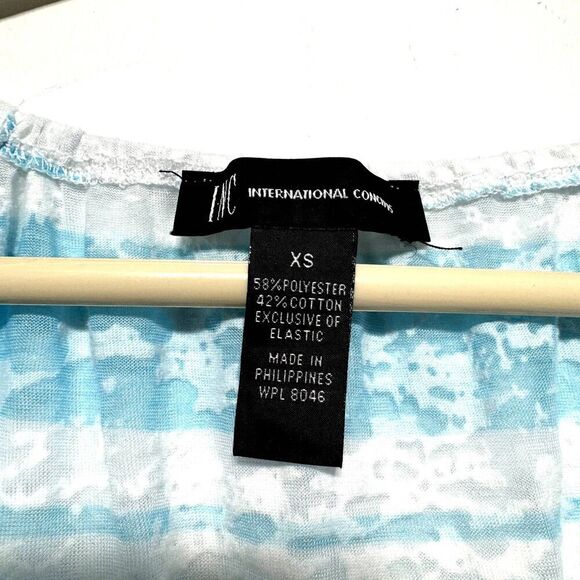 INC INTERNATIONAL CONCEPTS
XS
58% POLYESTER
42% COTTON
EXCLUSIVE OF
ELASTIC
MADE IN
PHILIPPINES
WPL 8046